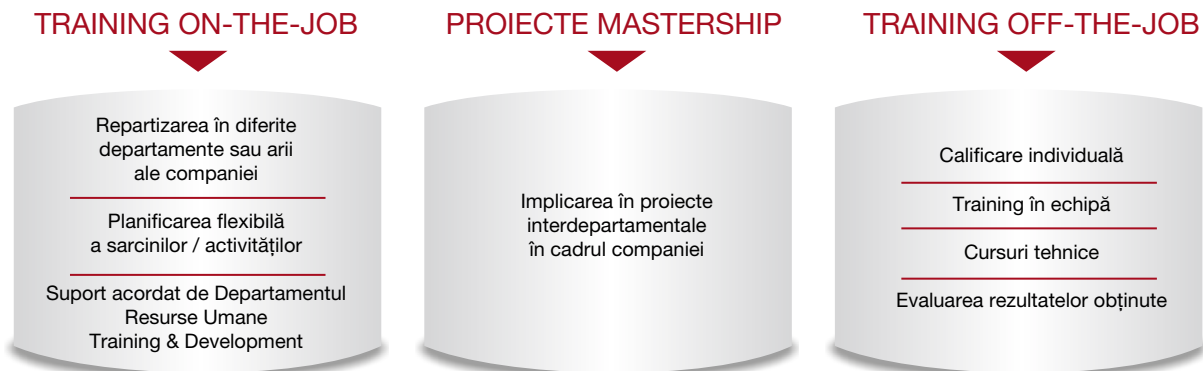 TRAINING ON-THE-JOB
Repartizarea în diferite
departamente sau arii
ale companiei
Planificarea flexibilă
a sarcinilor / activităților
Suport acordat de Departamentul
Resurse Umane
Training & Development
PROIECTE MASTERSHIP
Implicarea în proiecte
interdepartamentale
în cadrul companiei
TRAINING OFF-THE-JOB
Calificare individuală
Training în echipă
Cursuri tehnice
Evaluarea rezultatelor obținute